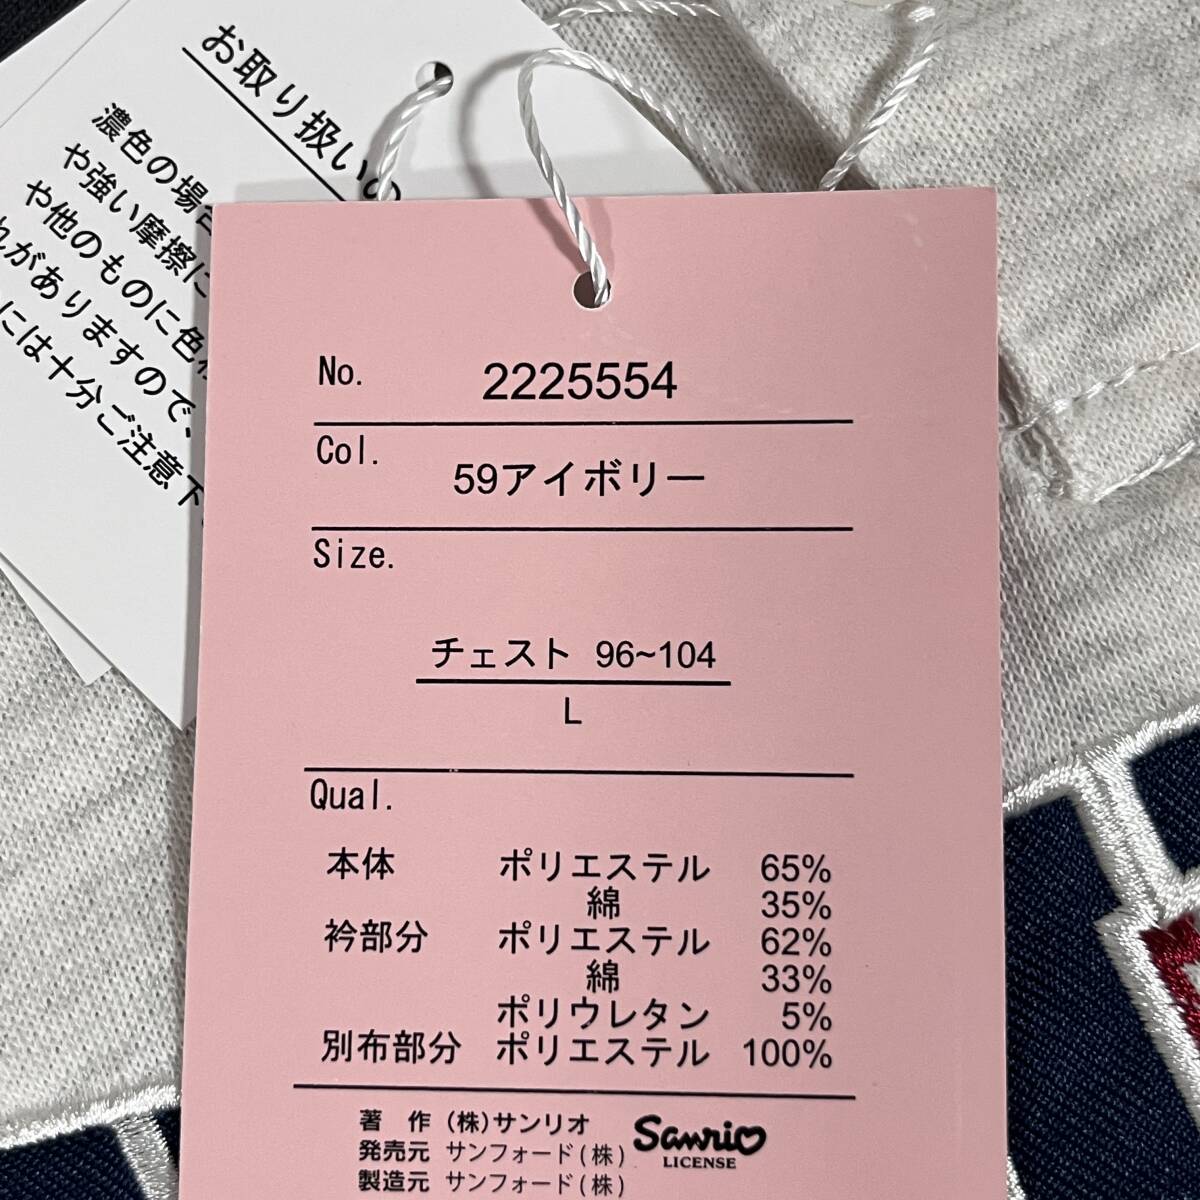 お取り扱いの
濃色の場合
や強い摩擦に
や他のものに色
れがありますので、
には十分ご注意下
No. 2225554
Col. 59アイボリー
Size.
チェスト 96~104
L
Qual.
本体 ポリエステル 65%
綿 35%
衿部分 ポリエステル 62%
綿 33%
ポリウレタン 5%
別布部分 ポリエステル 100%
著 作 (株)サンリオ
発売元 サンフォード(株)
製造元 サンフォード(株)
Sanrio
LICENSE